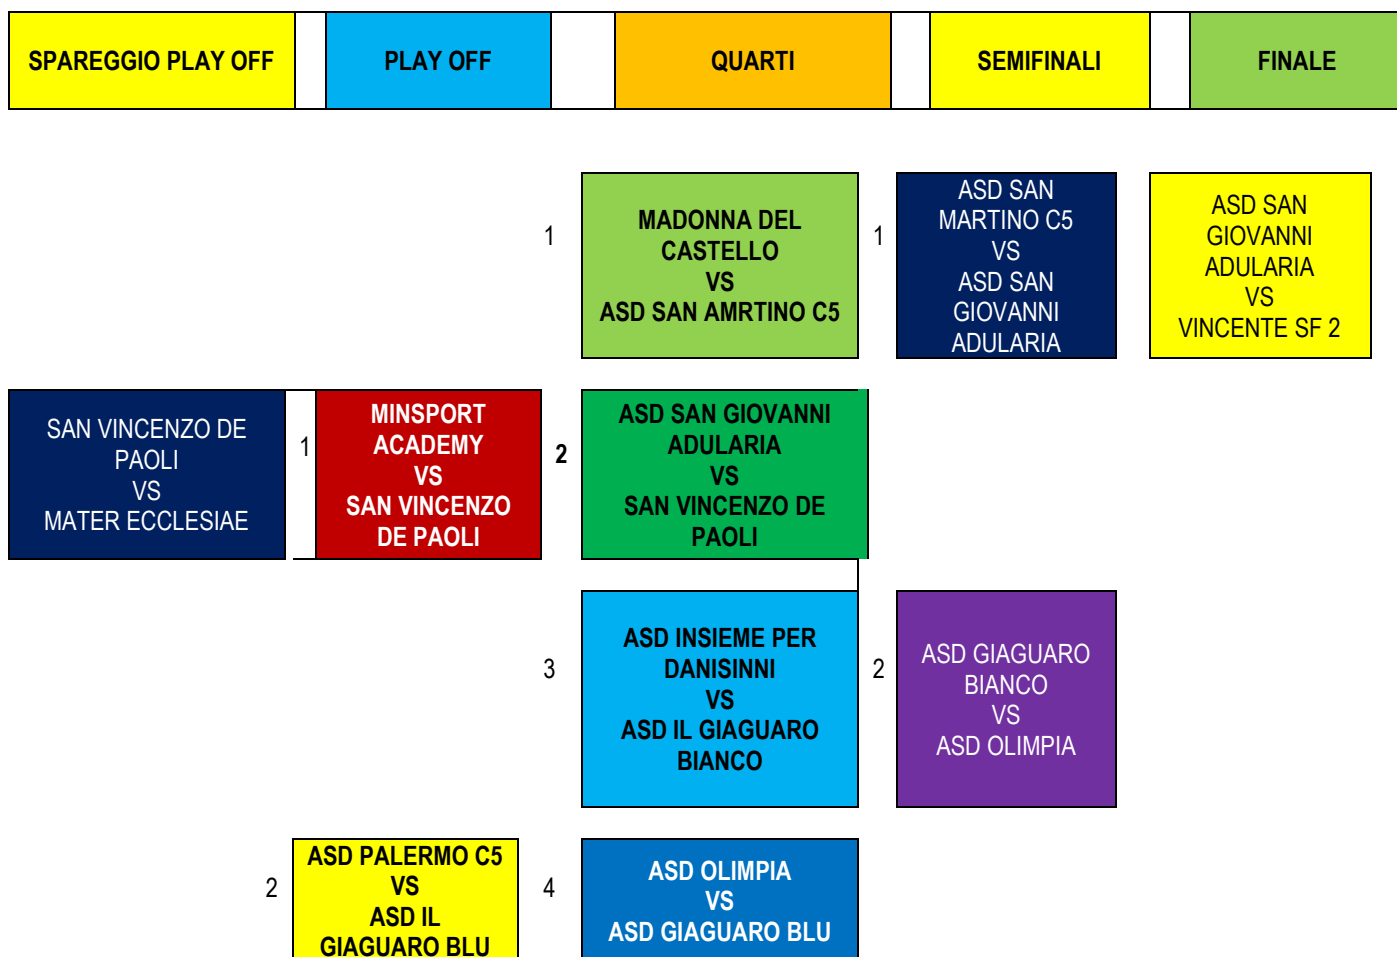 SPAREGGIO PLAY OFF
PLAY OFF
QUARTI
SEMIFINALI
FINALE
1
MADONNA DEL
CASTELLO
VS
ASD SAN AMRTINO C5
1
ASD SAN
MARTINO C5
VS
ASD SAN
GIOVANNI
ADULARIA
ASD SAN
GIOVANNI
ADULARIA
VS
VINCENTE SF 2
SAN VINCENZO DE
PAOLI
VS
MATER ECCLESIAE
1
MINSPORT
ACADEMY
VS
SAN VINCENZO
DE PAOLI
2
ASD SAN GIOVANNI
ADULARIA
VS
SAN VINCENZO DE
PAOLI
3
ASD INSIEME PER
DANISINNI
VS
ASD IL GIAGUARO
BIANCO
2
ASD GIAGUARO
BIANCO
VS
ASD OLIMPIA
2
ASD PALERMO C5
VS
ASD IL
GIAGUARO BLU
4
ASD OLIMPIA
VS
ASD GIAGUARO BLU